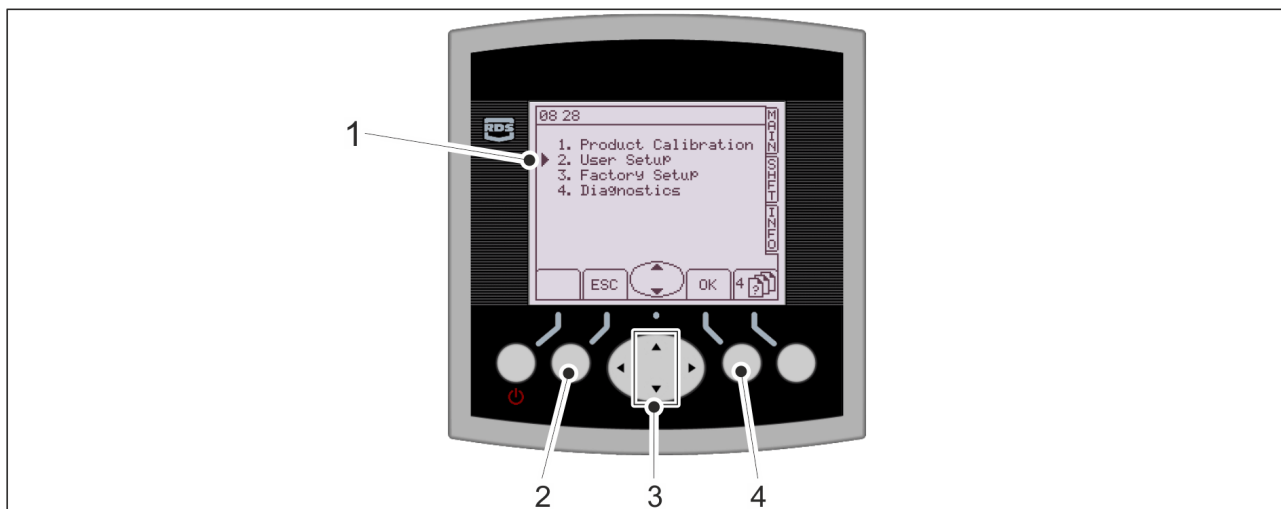 RDS
08 28
1. Product Calibration
2. User Setup
3. Factory Setup
4. Diagnostics
MAIN
SHFT
INFO
ESC
OK
4 ?
1
2
3
4